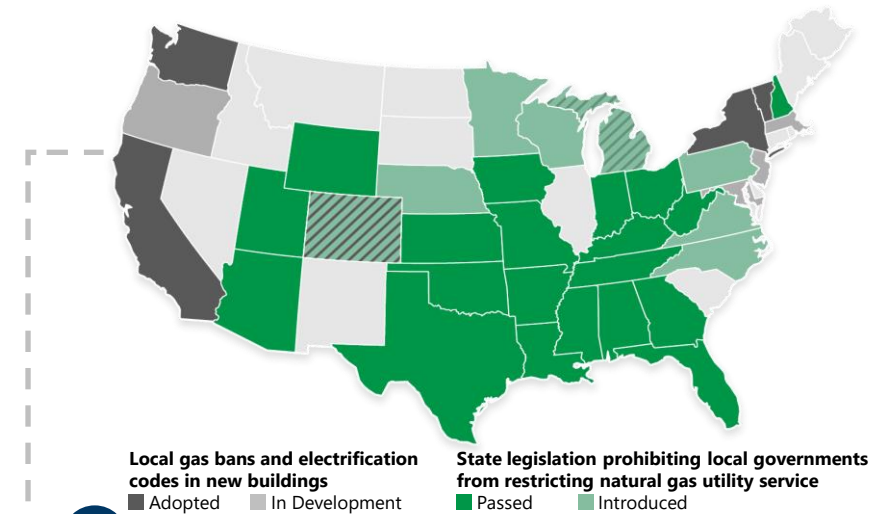 Local gas bans and electrification
codes in new buildings
Adopted In Development
State legislation prohibiting local governments
from restricting natural gas utility service
Passed Introduced